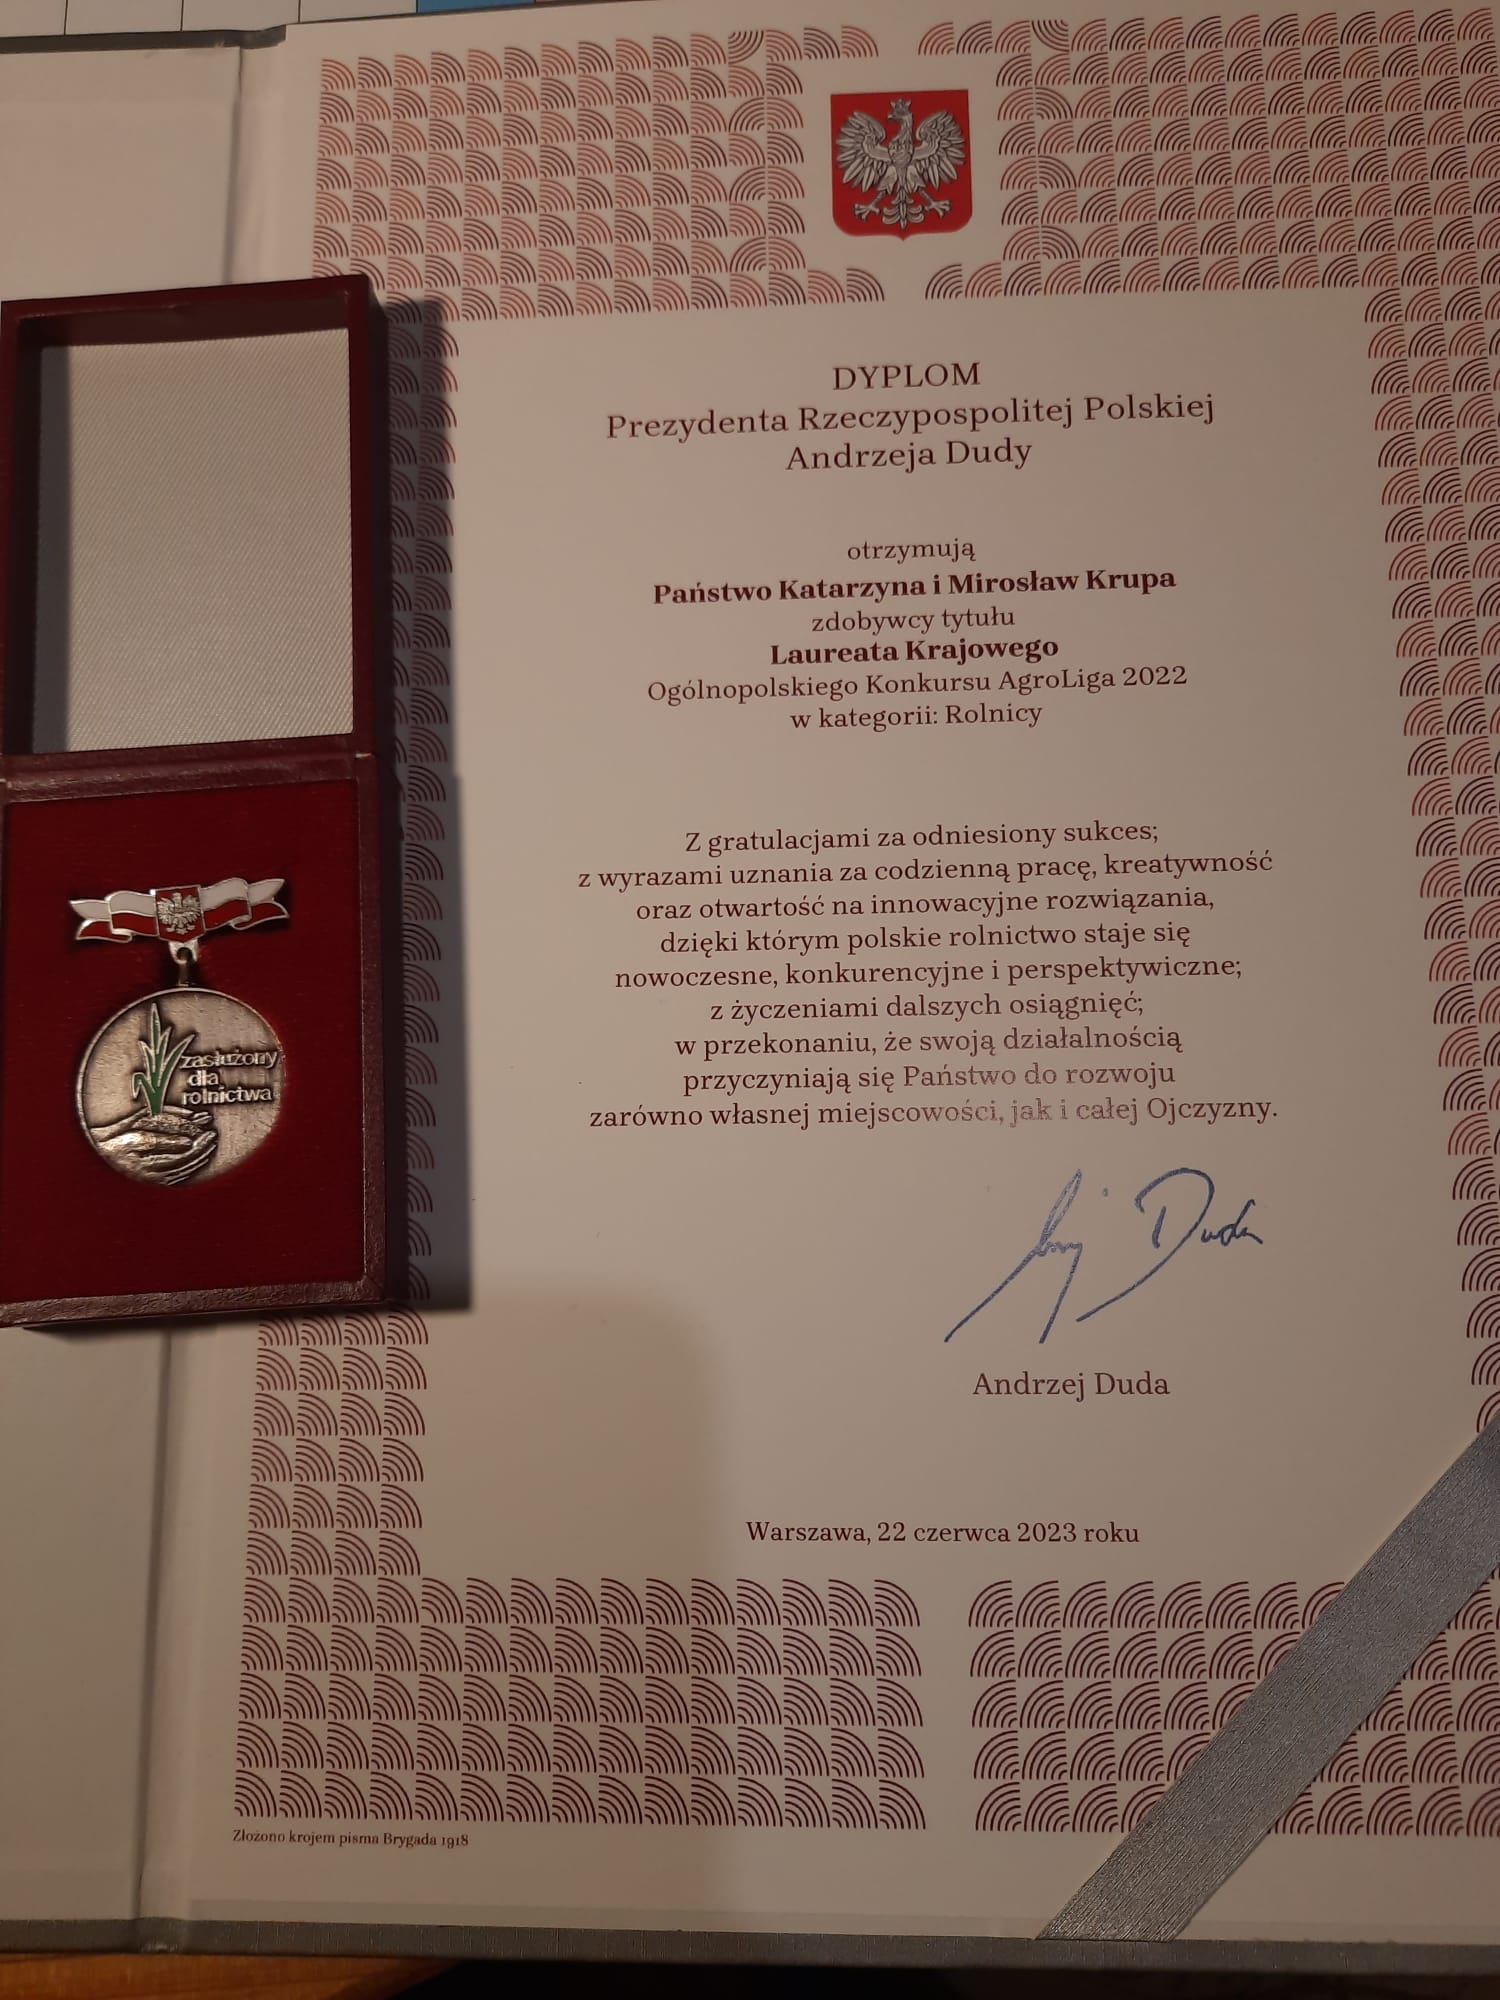 DYPLOM
Prezydenta Rzeczypospolitej Polskiej
Andrzeja Dudy
otrzymują
Państwo Katarzyna i Mirosław Krupa
zdobywcy tytułu
Laureata Krajowego
Ogólnopolskiego Konkursu AgroLiga 2022
w kategorii: Rolnicy
Z gratulacjami za odniesiony sukces;
z wyrazami uznania za codzienną pracę, kreatywność
oraz otwartość na innowacyjne rozwiązania,
dzięki którym polskie rolnictwo staje się
nowoczesne, konkurencyjne i perspektywiczne;
z życzeniami dalszych osiągnięć;
w przekonaniu, że swoją działalnością
przyczyniają się Państwo do rozwoju
zarówno własnej miejscowości, jak i całej Ojczyzny.
Duda
Andrzej Duda
Warszawa, 22 czerwca 2023 roku
Złożono krojem pisma Brygada 1918
zasłużony
dla
rolnictwa